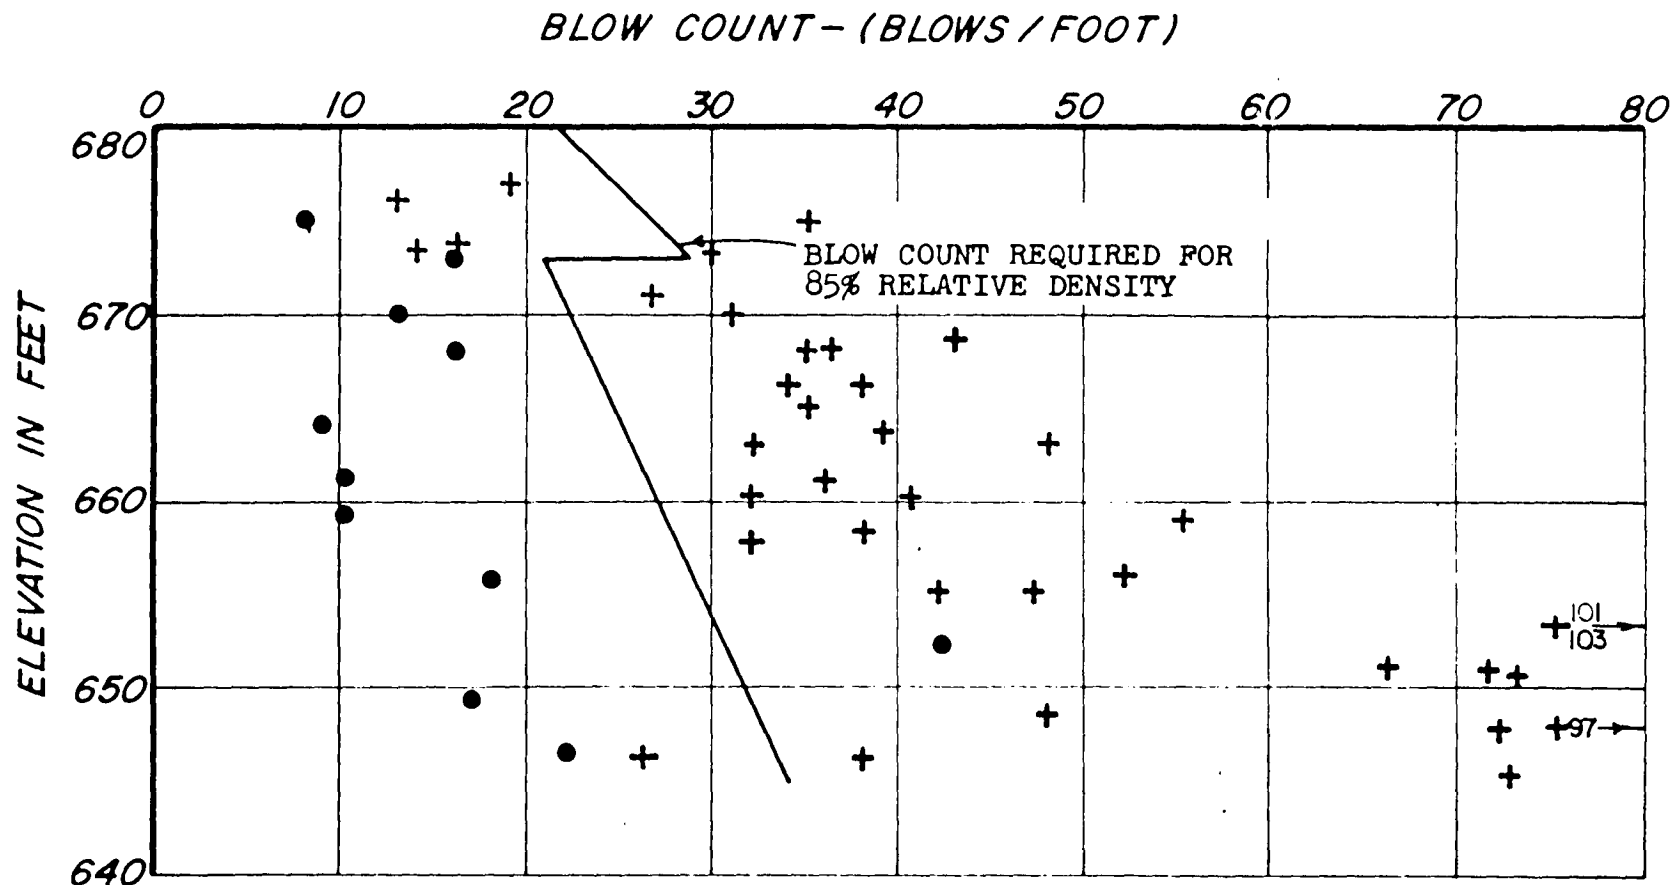 BLOW COUNT-(BLOWS/FOOT)
0 10 20 30 40 50 60 70 80
680
BLOW COUNT REQUIRED FOR
85% RELATIVE DENSITY
670
ELEVATION IN FEET
660
101
103
650
97
640